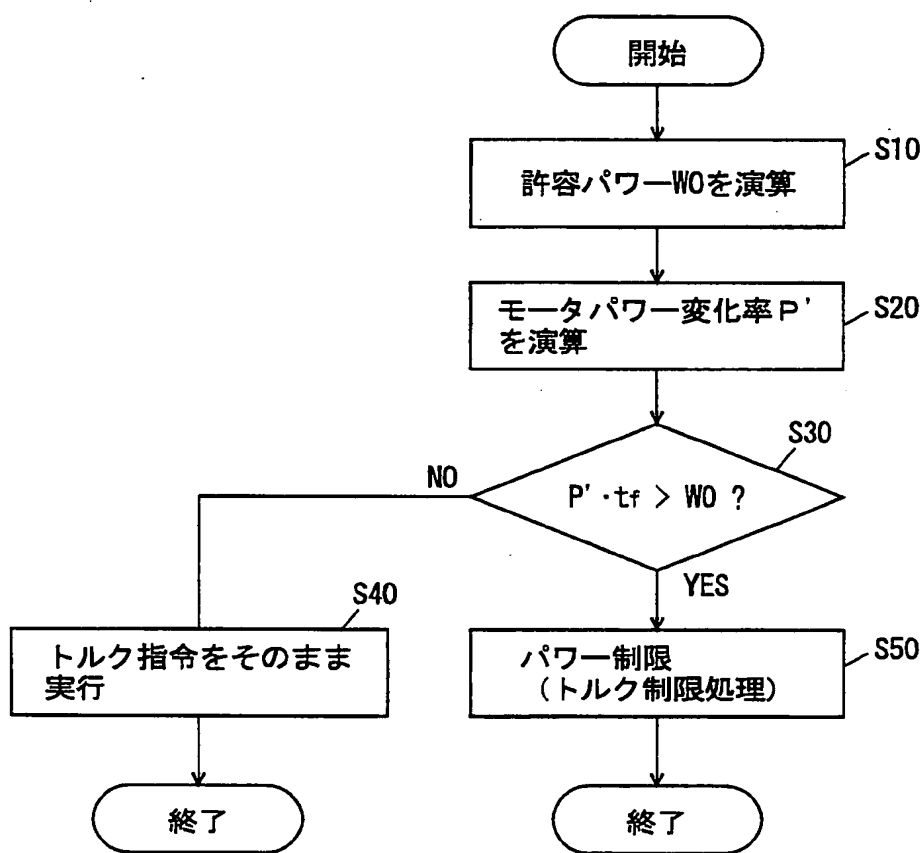 開始
S10
許容パワーW0を演算
S20
モータパワー変化率P'
を演算
S30
NO
P'・tf > W0 ?
YES
S40
トルク指令をそのまま
実行
S50
パワー制限
(トルク制限処理)
終了
終了